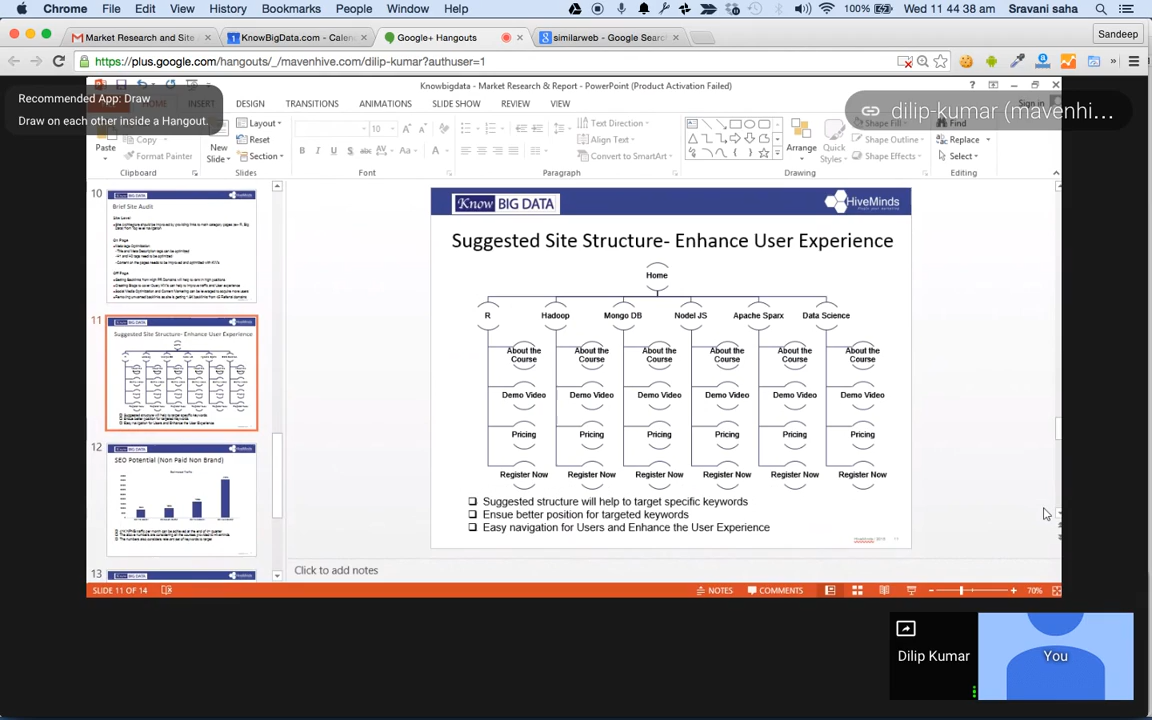 Chrome File Edit View History Bookmarks People Window Help 100% Wed 11 44 38 am Sravani saha
Market Research and Site KnowBigData.com - Calen Google+ Hangouts similarweb - Google Searc Sandeep
https://plus.google.com/hangouts/_/mavenhive.com/dilip-kumar?authuser=1
Knowbigdata - Market Research & Report - PowerPoint (Product Activation Failed)
Recommended App: Draw
Draw on each other inside a Hangout.
HOME INSERT DESIGN TRANSITIONS ANIMATIONS SLIDE SHOW REVIEW VIEW Sign in
dilip-kumar (mavenhi...
Paste Copy Format Painter New Slide Layout Reset Section
10 Text Direction Align Text Convert to SmartArt
Arrange Quick Styles Shape Fill Shape Outline Shape Effects Find Replace Select
Clipboard Slides Font Paragraph Drawing Editing
10
Brief Site Audit
11
Suggested Site Structure- Enhance User Experience
12
SEO Potential (Non Paid Non Brand)
13
Know BIG DATA HiveMinds
Suggested Site Structure- Enhance User Experience
Home
R Hadoop Mongo DB Nodel JS Apache Sparx Data Science
About the Course About the Course About the Course About the Course About the Course About the Course
Demo Video Demo Video Demo Video Demo Video Demo Video Demo Video
Pricing Pricing Pricing Pricing Pricing Pricing
Register Now Register Now Register Now Register Now Register Now Register Now
Suggested structure will help to target specific keywords
Ensue better position for targeted keywords
Easy navigation for Users and Enhance the User Experience
Click to add notes
SLIDE 11 OF 14 NOTES COMMENTS 70%
Dilip Kumar You